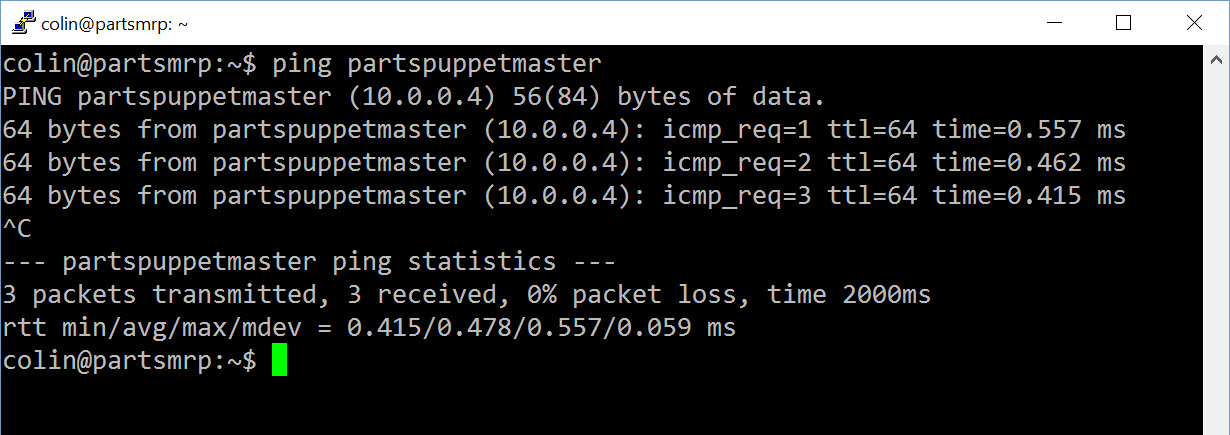 colin@partsmrp: ~
colin@partsmrp:~$ ping partspuppetmaster
PING partspuppetmaster (10.0.0.4) 56(84) bytes of data.
64 bytes from partspuppetmaster (10.0.0.4): icmp_req=1 ttl=64 time=0.557 ms
64 bytes from partspuppetmaster (10.0.0.4): icmp_req=2 ttl=64 time=0.462 ms
64 bytes from partspuppetmaster (10.0.0.4): icmp_req=3 ttl=64 time=0.415 ms
^C
--- partspuppetmaster ping statistics ---
3 packets transmitted, 3 received, 0% packet loss, time 2000ms
rtt min/avg/max/mdev = 0.415/0.478/0.557/0.059 ms
colin@partsmrp:~$